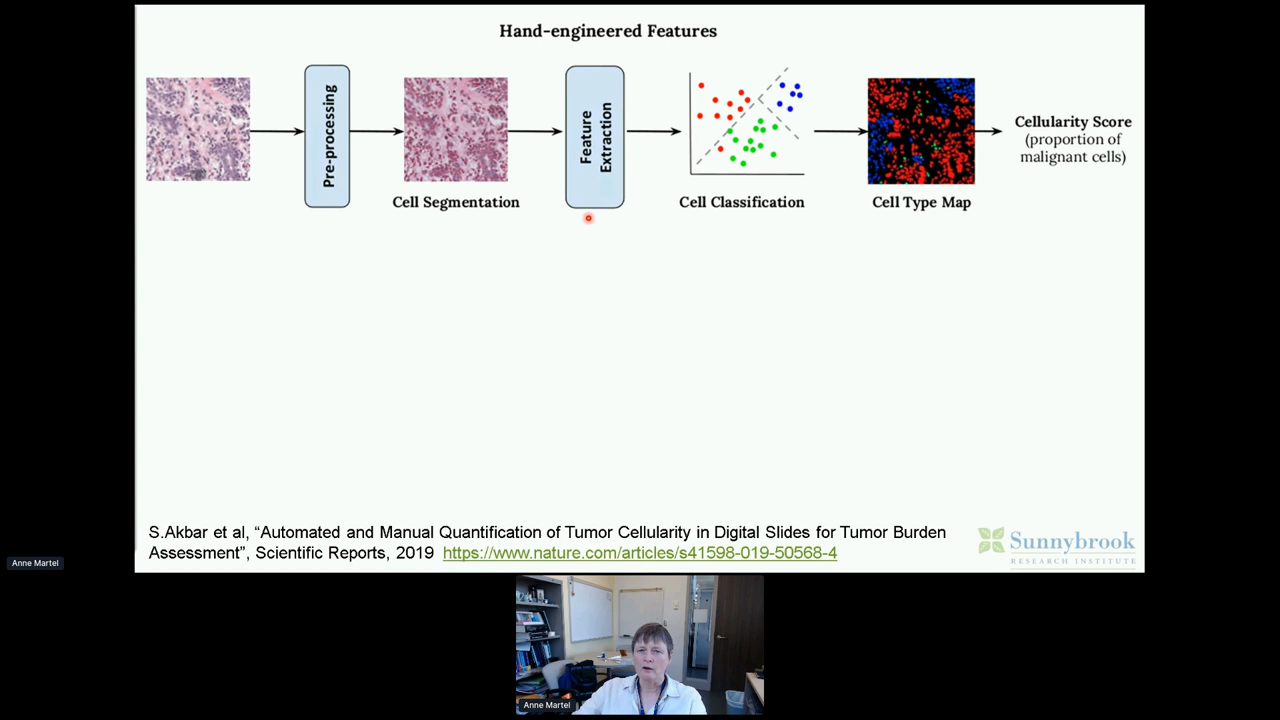 Hand-engineered Features
Pre-processing
Cell Segmentation
Feature
Extraction
Cell Classification
Cell Type Map
Cellularity Score
(proportion of
malignant cells)
S.Akbar et al, “Automated and Manual Quantification of Tumor Cellularity in Digital Slides for Tumor Burden
Assessment”, Scientific Reports, 2019 https://www.nature.com/articles/s41598-019-50568-4
Sunnybrook
RESEARCH INSTITUTE
Anne Martel
Anne Martel